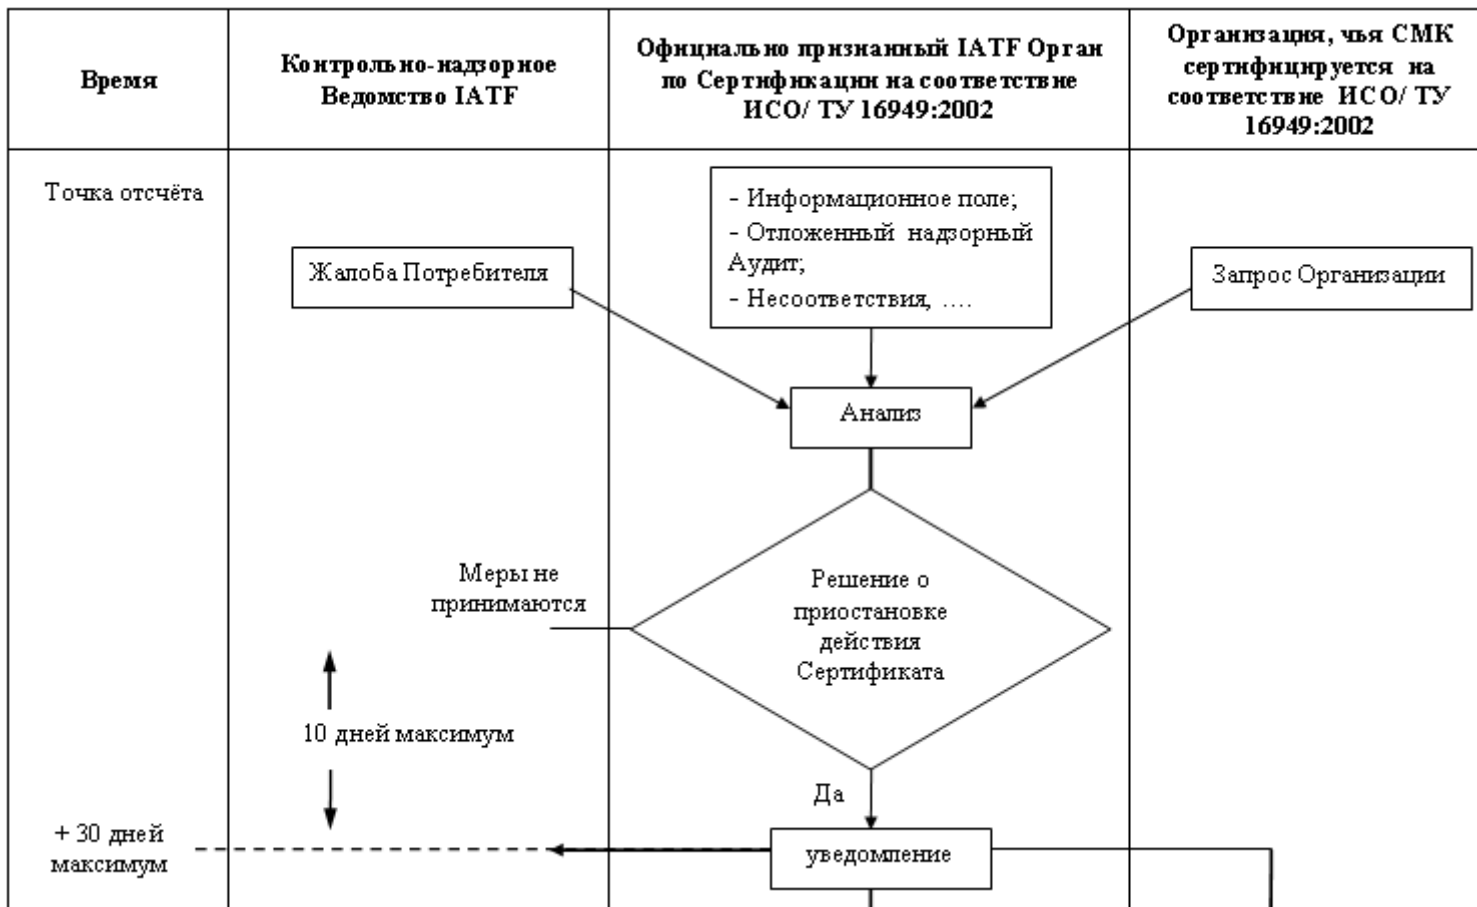 Время
Контрольно-надзорное
Ведомство IATF
Официально признанный IATF Орган
по Сертификации на соответствие
ИСО/ ТУ 16949:2002
Организация, чья СМК
сертифицируется на
соответствие ИСО/ ТУ
16949:2002
Точка отсчёта
- Информационное поле;
- Отложенный надзорный
Аудит;
- Несоответствия, ....
Жалоба Потребителя
Запрос Организации
Анализ
Меры не
принимаются
Решение о
приостановке
действия
Сертификата
10 дней максимум
Да
+ 30 дней
максимум
уведомление